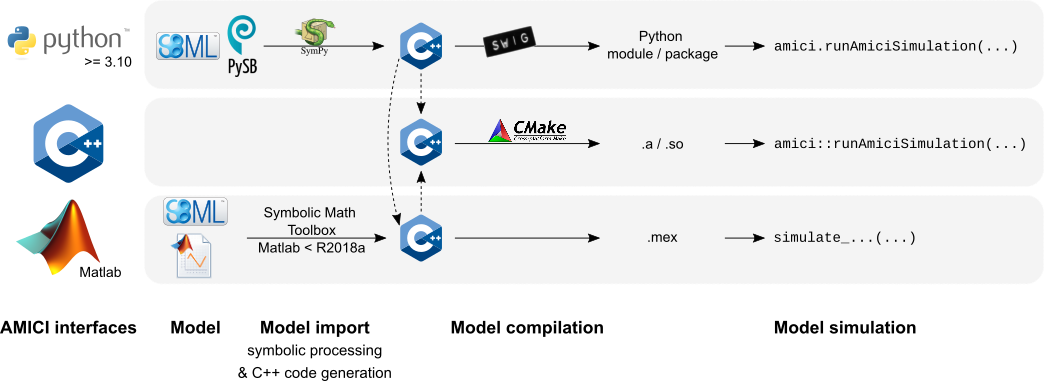 python™
>= 3.10
SBML
PySB
SymPy
C++
SWIG
Python
module / package
amici.runAmiciSimulation(...)
C++
C++
CMake
.a / .so
amici::runAmiciSimulation(...)
Matlab
SBML
Symbolic Math
Toolbox
Matlab < R2018a
C++
.mex
simulate_...(...)
AMICI interfaces
Model
Model import
symbolic processing
& C++ code generation
Model compilation
Model simulation